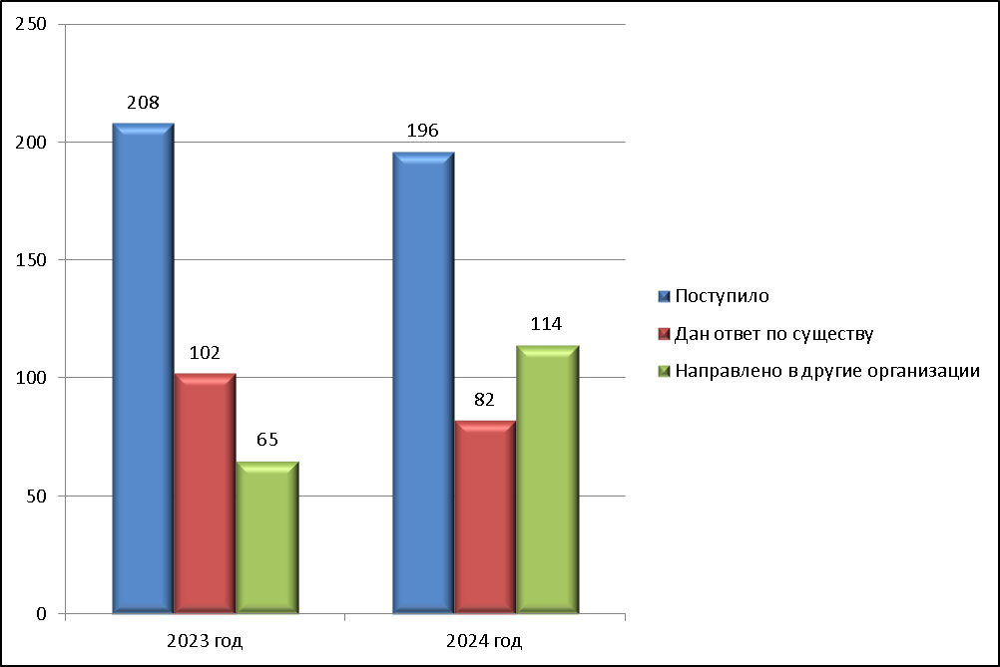 250
200
150
100
50
0
208
102
65
196
82
114
2023 год
2024 год
Поступило
Дан ответ по существу
Направлено в другие организации